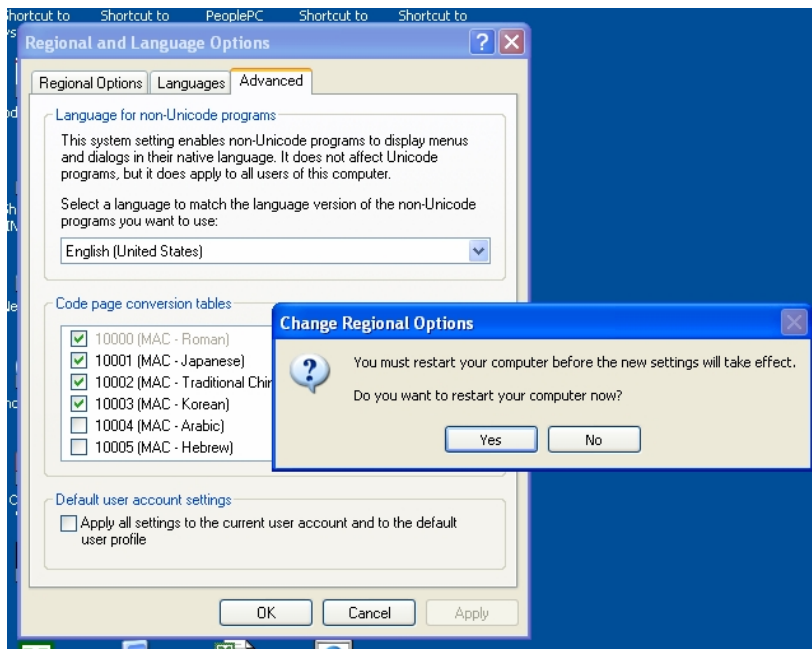 Shortcut to Shortcut to PeoplePC Shortcut to Shortcut to
Regional and Language Options
Regional Options Languages Advanced
Language for non-Unicode programs
This system setting enables non-Unicode programs to display menus
and dialogs in their native language. It does not affect Unicode
programs, but it does apply to all users of this computer.
Select a language to match the language version of the non-Unicode
programs you want to use:
English (United States)
Code page conversion tables
10000 (MAC - Roman)
10001 (MAC - Japanese)
10002 (MAC - Traditional Chin
10003 (MAC - Korean)
10004 (MAC - Arabic)
10005 (MAC - Hebrew)
Change Regional Options
You must restart your computer before the new settings will take effect.
Do you want to restart your computer now?
Yes No
Default user account settings
Apply all settings to the current user account and to the default
user profile
OK Cancel Apply